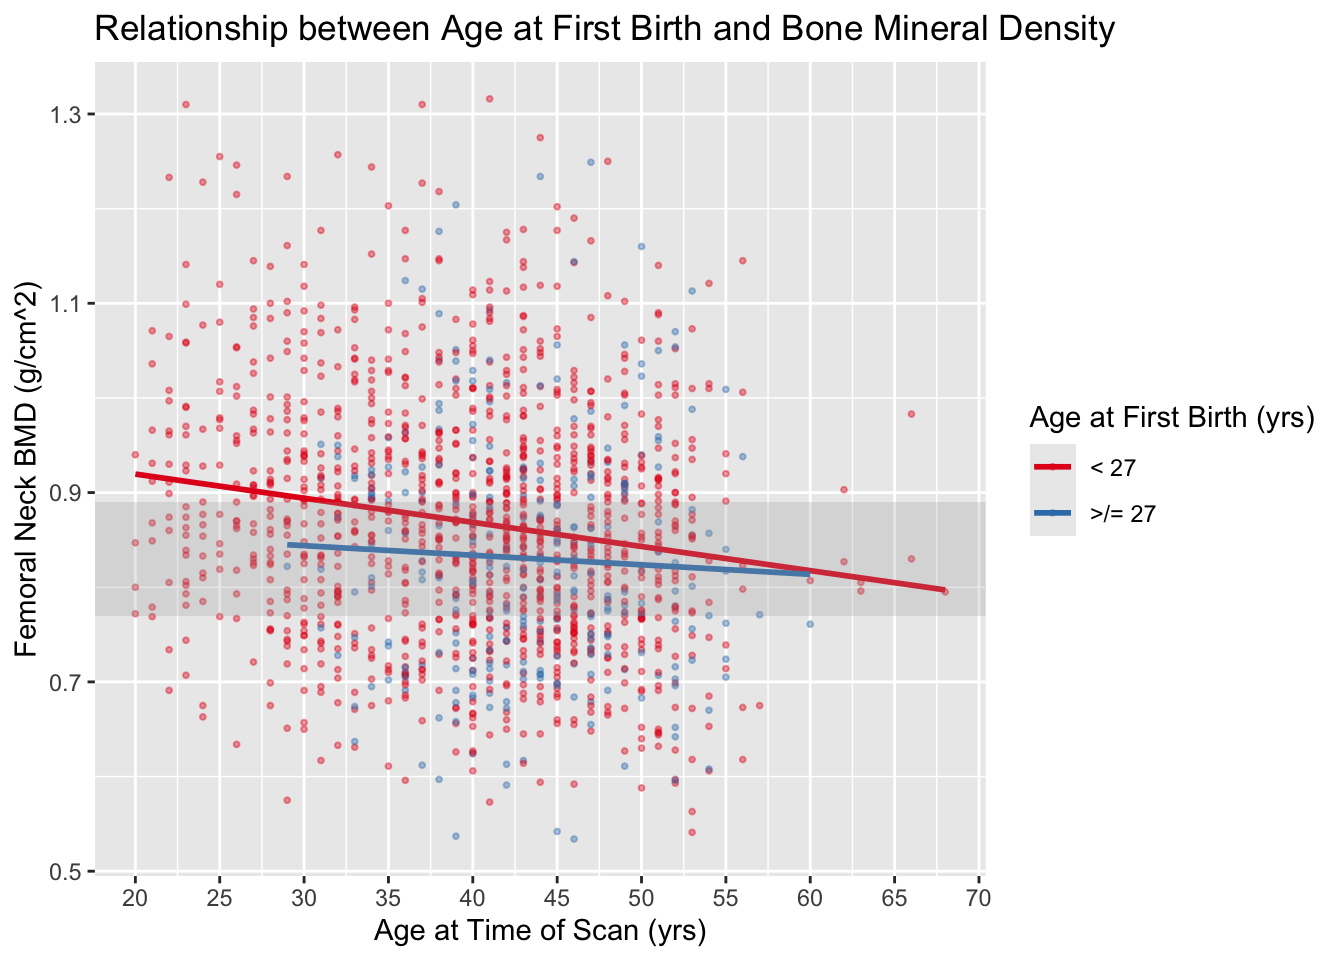 Relationship between Age at First Birth and Bone Mineral Density
Femoral Neck BMD (g/cm^2)
1.3
1.1
0.9
0.7
0.5
20 25 30 35 40 45 50 55 60 65 70
Age at Time of Scan (yrs)
Age at First Birth (yrs)
< 27
>/= 27